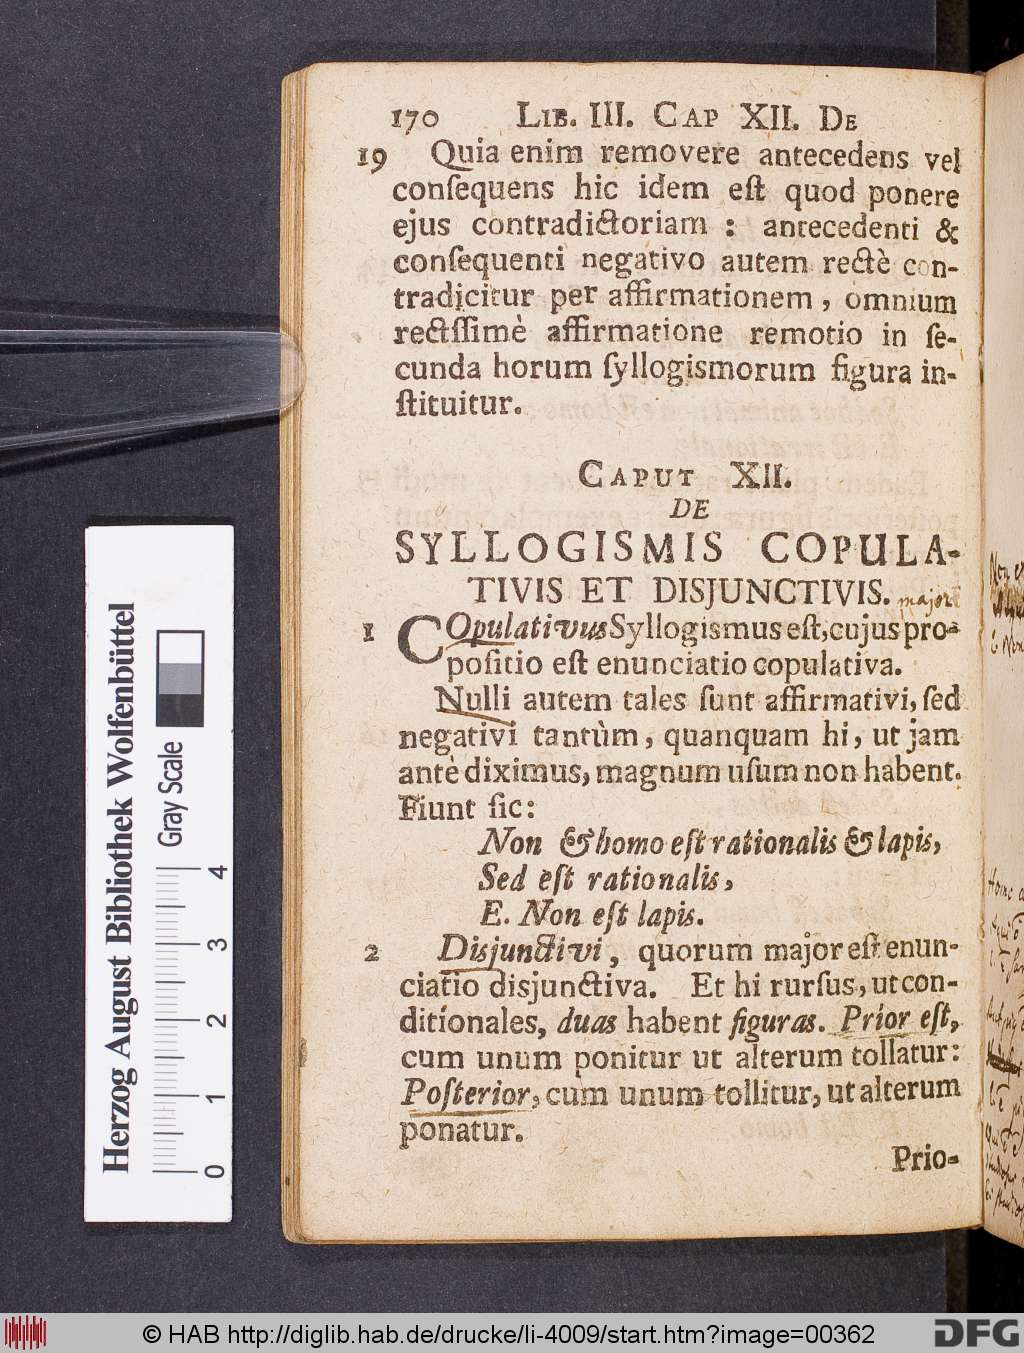 170 LIB. III. CAP XII. DE
19 Quia enim removere antecedens vel
conſequens hic idem eſt quod ponere
ejus contradictoriam : antecedenti &
conſequenti negativo autem rectè con-
tradicitur per affirmationem, omnium
rectiſſimè affirmatione remotio in ſe-
cunda horum ſyllogismorum figura in-
ſtituitur.
CAPUT XII.
DE
SYLLOGISMIS COPULA-
TIVIS ET DISJUNCTIVIS.
major
1 COpulativus Syllogismus eſt, cujus pro-
poſitio eſt enunciatio copulativa.
Nulli autem tales ſunt affirmativi, ſed
negativi tantùm, quanquam hi, ut jam
antè diximus, magnum uſum non habent.
Fiunt ſic:
Non & homo eſt rationalis & lapis,
Sed eſt rationalis,
E. Non eſt lapis.
2 Disjunctivi, quorum major eſt enun-
ciatio disjunctiva. Et hi rurſus, ut con-
ditionales, duas habent figuras. Prior eſt,
cum unum ponitur ut alterum tollatur:
Poſterior, cum unum tollitur, ut alterum
ponatur.
Prio-
Herzog August Bibliothek Wolfenbüttel
Gray Scale
0 1 2 3 4
© HAB http://diglib.hab.de/drucke/li-4009/start.htm?image=00362
DFG